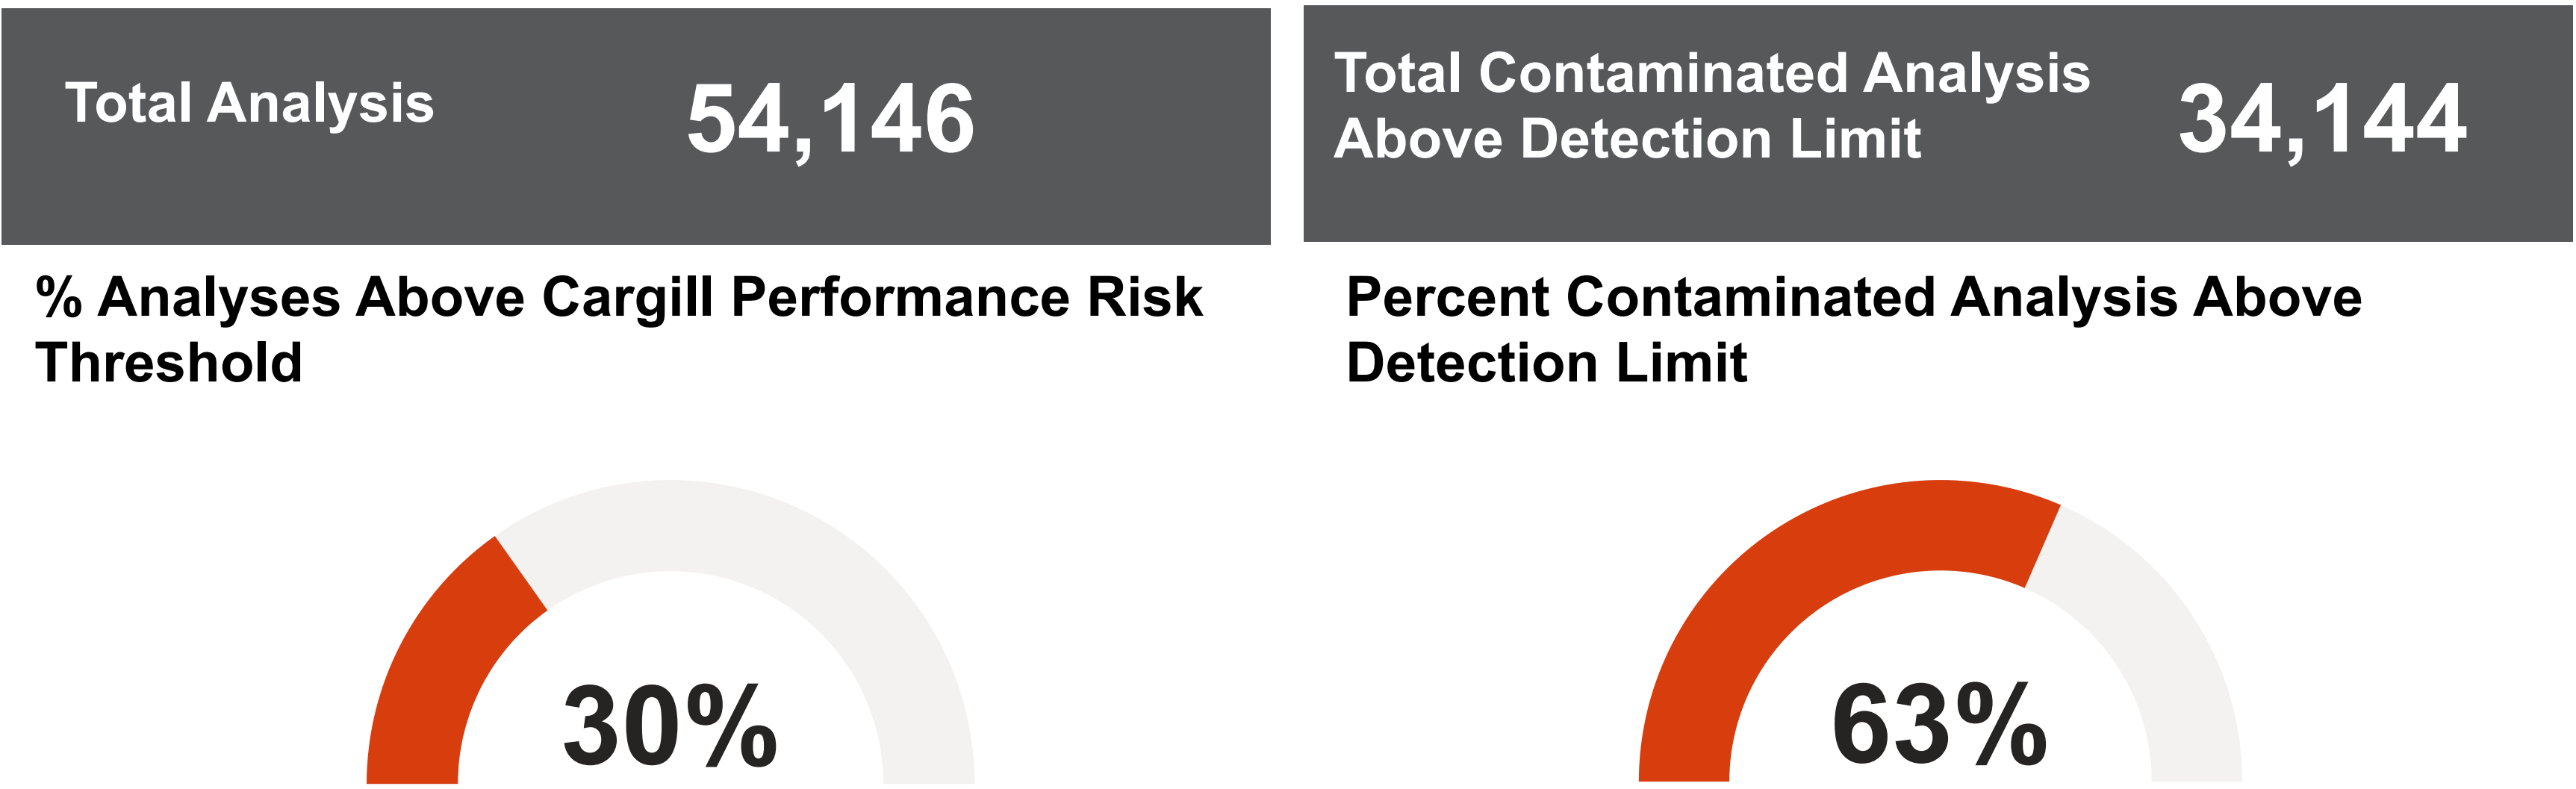 Total Analysis
54,146
Total Contaminated Analysis
Above Detection Limit
34,144
% Analyses Above Cargill Performance Risk
Threshold
30%
Percent Contaminated Analysis Above
Detection Limit
63%